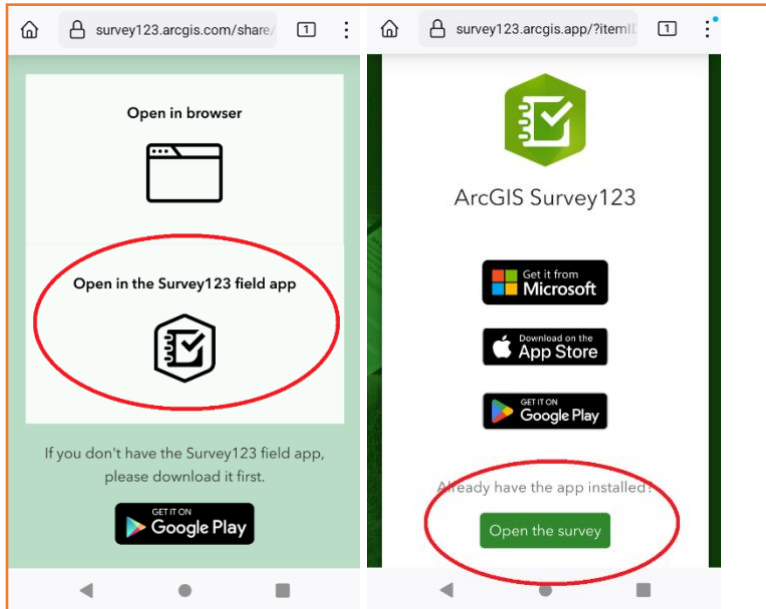 survey123.arcgis.com/share/
1
Open in browser
Open in the Survey123 field app
If you don't have the Survey123 field app,
please download it first.
GET IT ON
Google Play
survey123.arcgis.app/?itemI
1
ArcGIS Survey123
Get it from
Microsoft
Download on the
App Store
GET IT ON
Google Play
Already have the app installed?
Open the survey